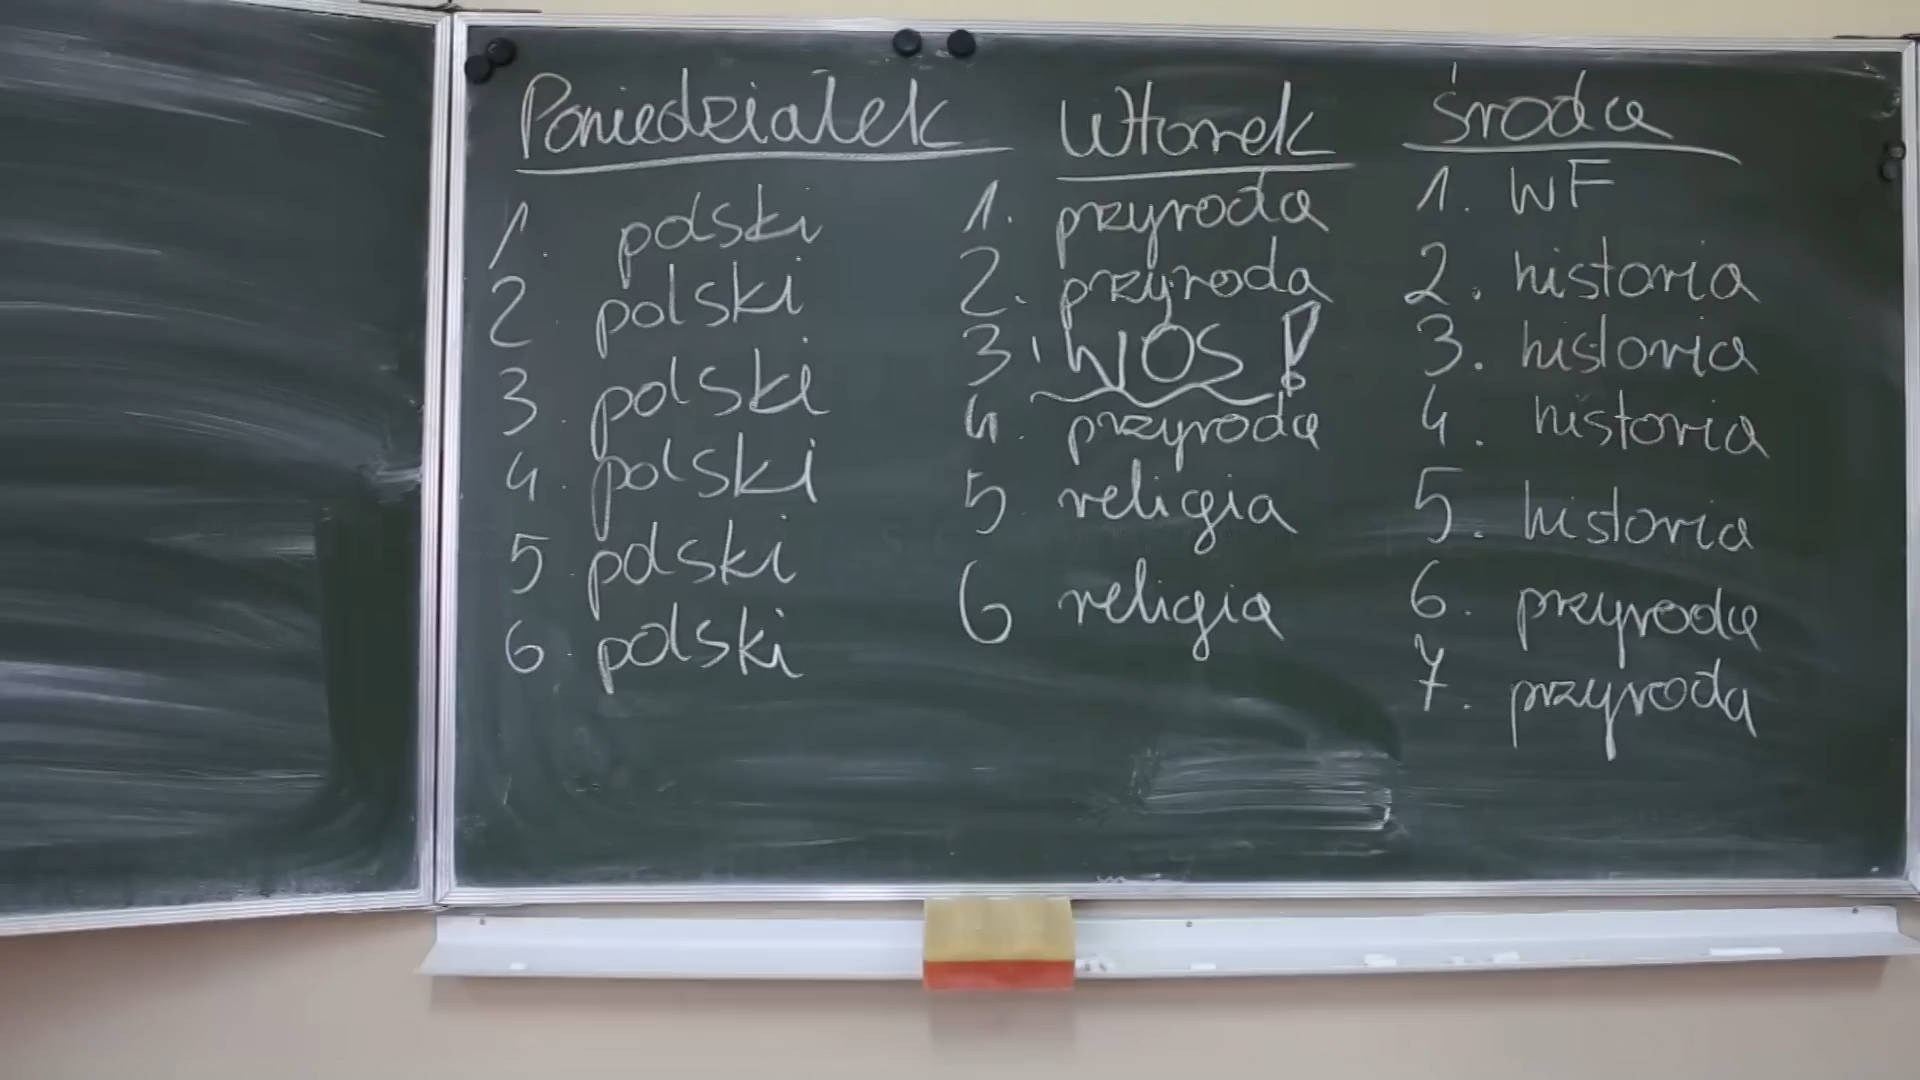 Poniedziałek
1. polski
2. polski
3. polski
4. polski
5. polski
6. polski
Wtorek
1. przyroda
2. przyroda
3. WOS !
4. przyroda
5 religia
6 religia
środa
1. WF
2. historia
3. historia
4. historia
5. historia
6. przyroda
7. przyroda